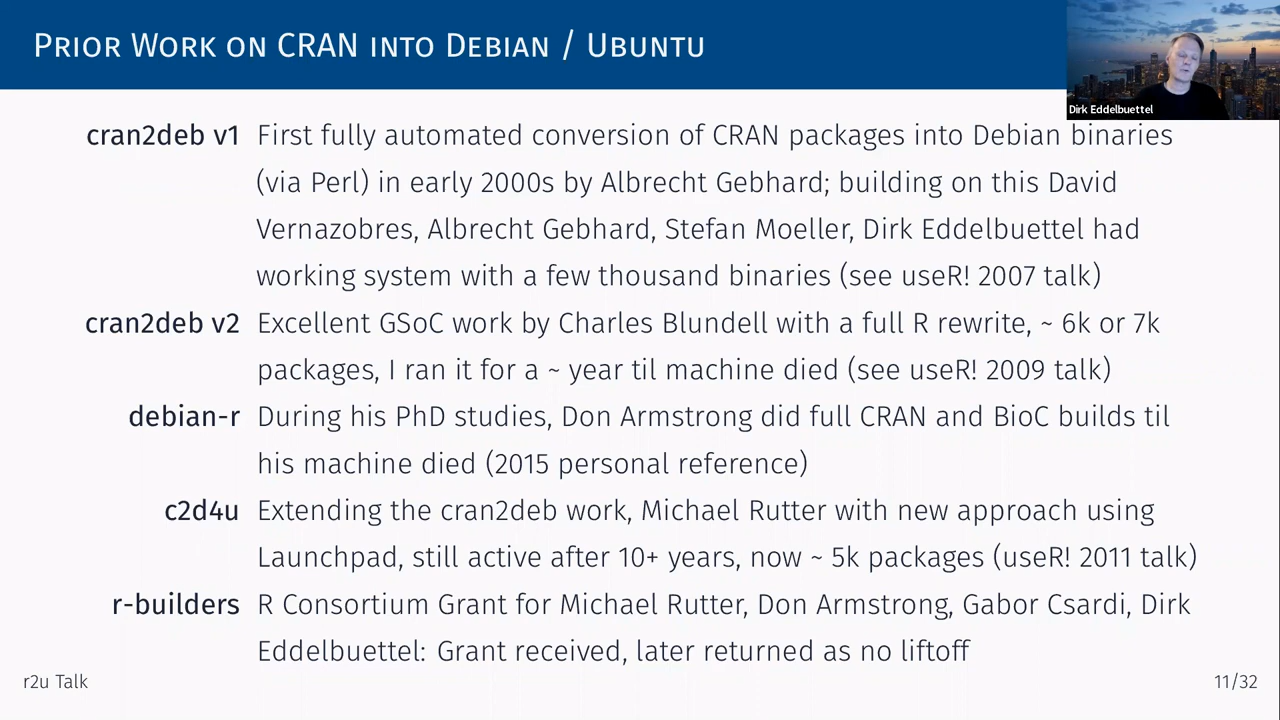 PRIOR WORK ON CRAN INTO DEBIAN / UBUNTU
Dirk Eddelbuettel
cran2deb v1 First fully automated conversion of CRAN packages into Debian binaries
(via Perl) in early 2000s by Albrecht Gebhard; building on this David
Vernazobres, Albrecht Gebhard, Stefan Moeller, Dirk Eddelbuettel had
working system with a few thousand binaries (see useR! 2007 talk)
cran2deb v2 Excellent GSoC work by Charles Blundell with a full R rewrite, ~ 6k or 7k
packages, I ran it for a ~ year til machine died (see useR! 2009 talk)
debian-r During his PhD studies, Don Armstrong did full CRAN and BioC builds til
his machine died (2015 personal reference)
c2d4u Extending the cran2deb work, Michael Rutter with new approach using
Launchpad, still active after 10+ years, now ~ 5k packages (useR! 2011 talk)
r-builders R Consortium Grant for Michael Rutter, Don Armstrong, Gabor Csardi, Dirk
Eddelbuettel: Grant received, later returned as no liftoff
r2u Talk
11/32